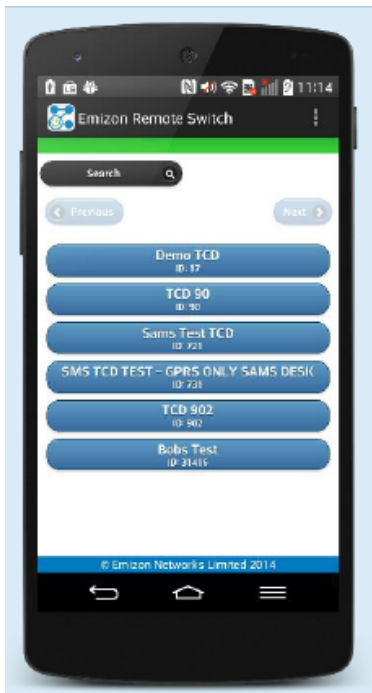 11:14
Emizon Remote Switch
Search
Previous
Next
Demo TCD
ID: 17
TCD 90
ID: 90
Sams Test TCD
ID: 721
SMS TCD TEST – GPRS ONLY SAMS DESK
ID: 731
TCD 902
ID: 902
Bobs Test
ID: 31416
© Emizon Networks Limited 2014